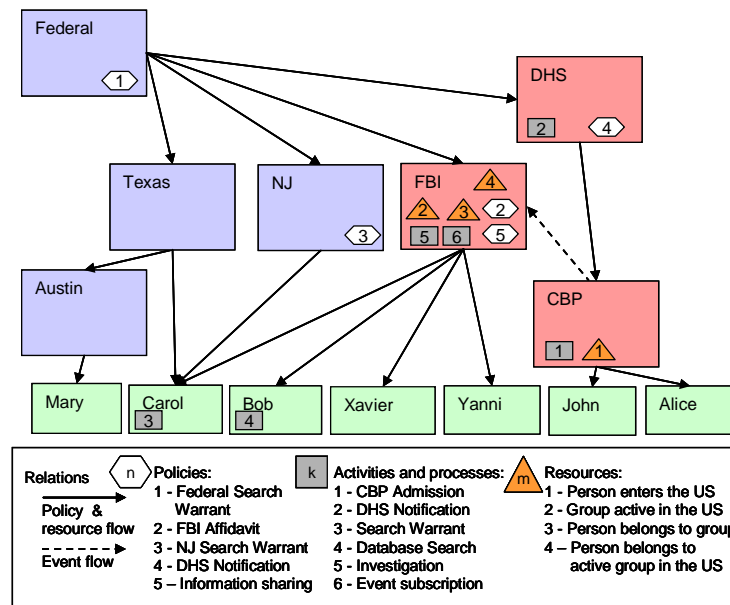 Federal
1
DHS
2
4
Texas
NJ
3
FBI
4
2
3
2
5
6
5
Austin
CBP
1
1
Mary
Carol
3
Bob
4
Xavier
Yanni
John
Alice
Relations
Policy &
resource flow
Event flow
n
Policies:
1 - Federal Search
Warrant
2 - FBI Affidavit
3 - NJ Search Warrant
4 - DHS Notification
5 – Information sharing
k
Activities and processes:
1 - CBP Admission
2 - DHS Notification
3 - Search Warrant
4 - Database Search
5 - Investigation
6 - Event subscription
m
Resources:
1 - Person enters the US
2 - Group active in the US
3 - Person belongs to group
4 – Person belongs to
active group in the US